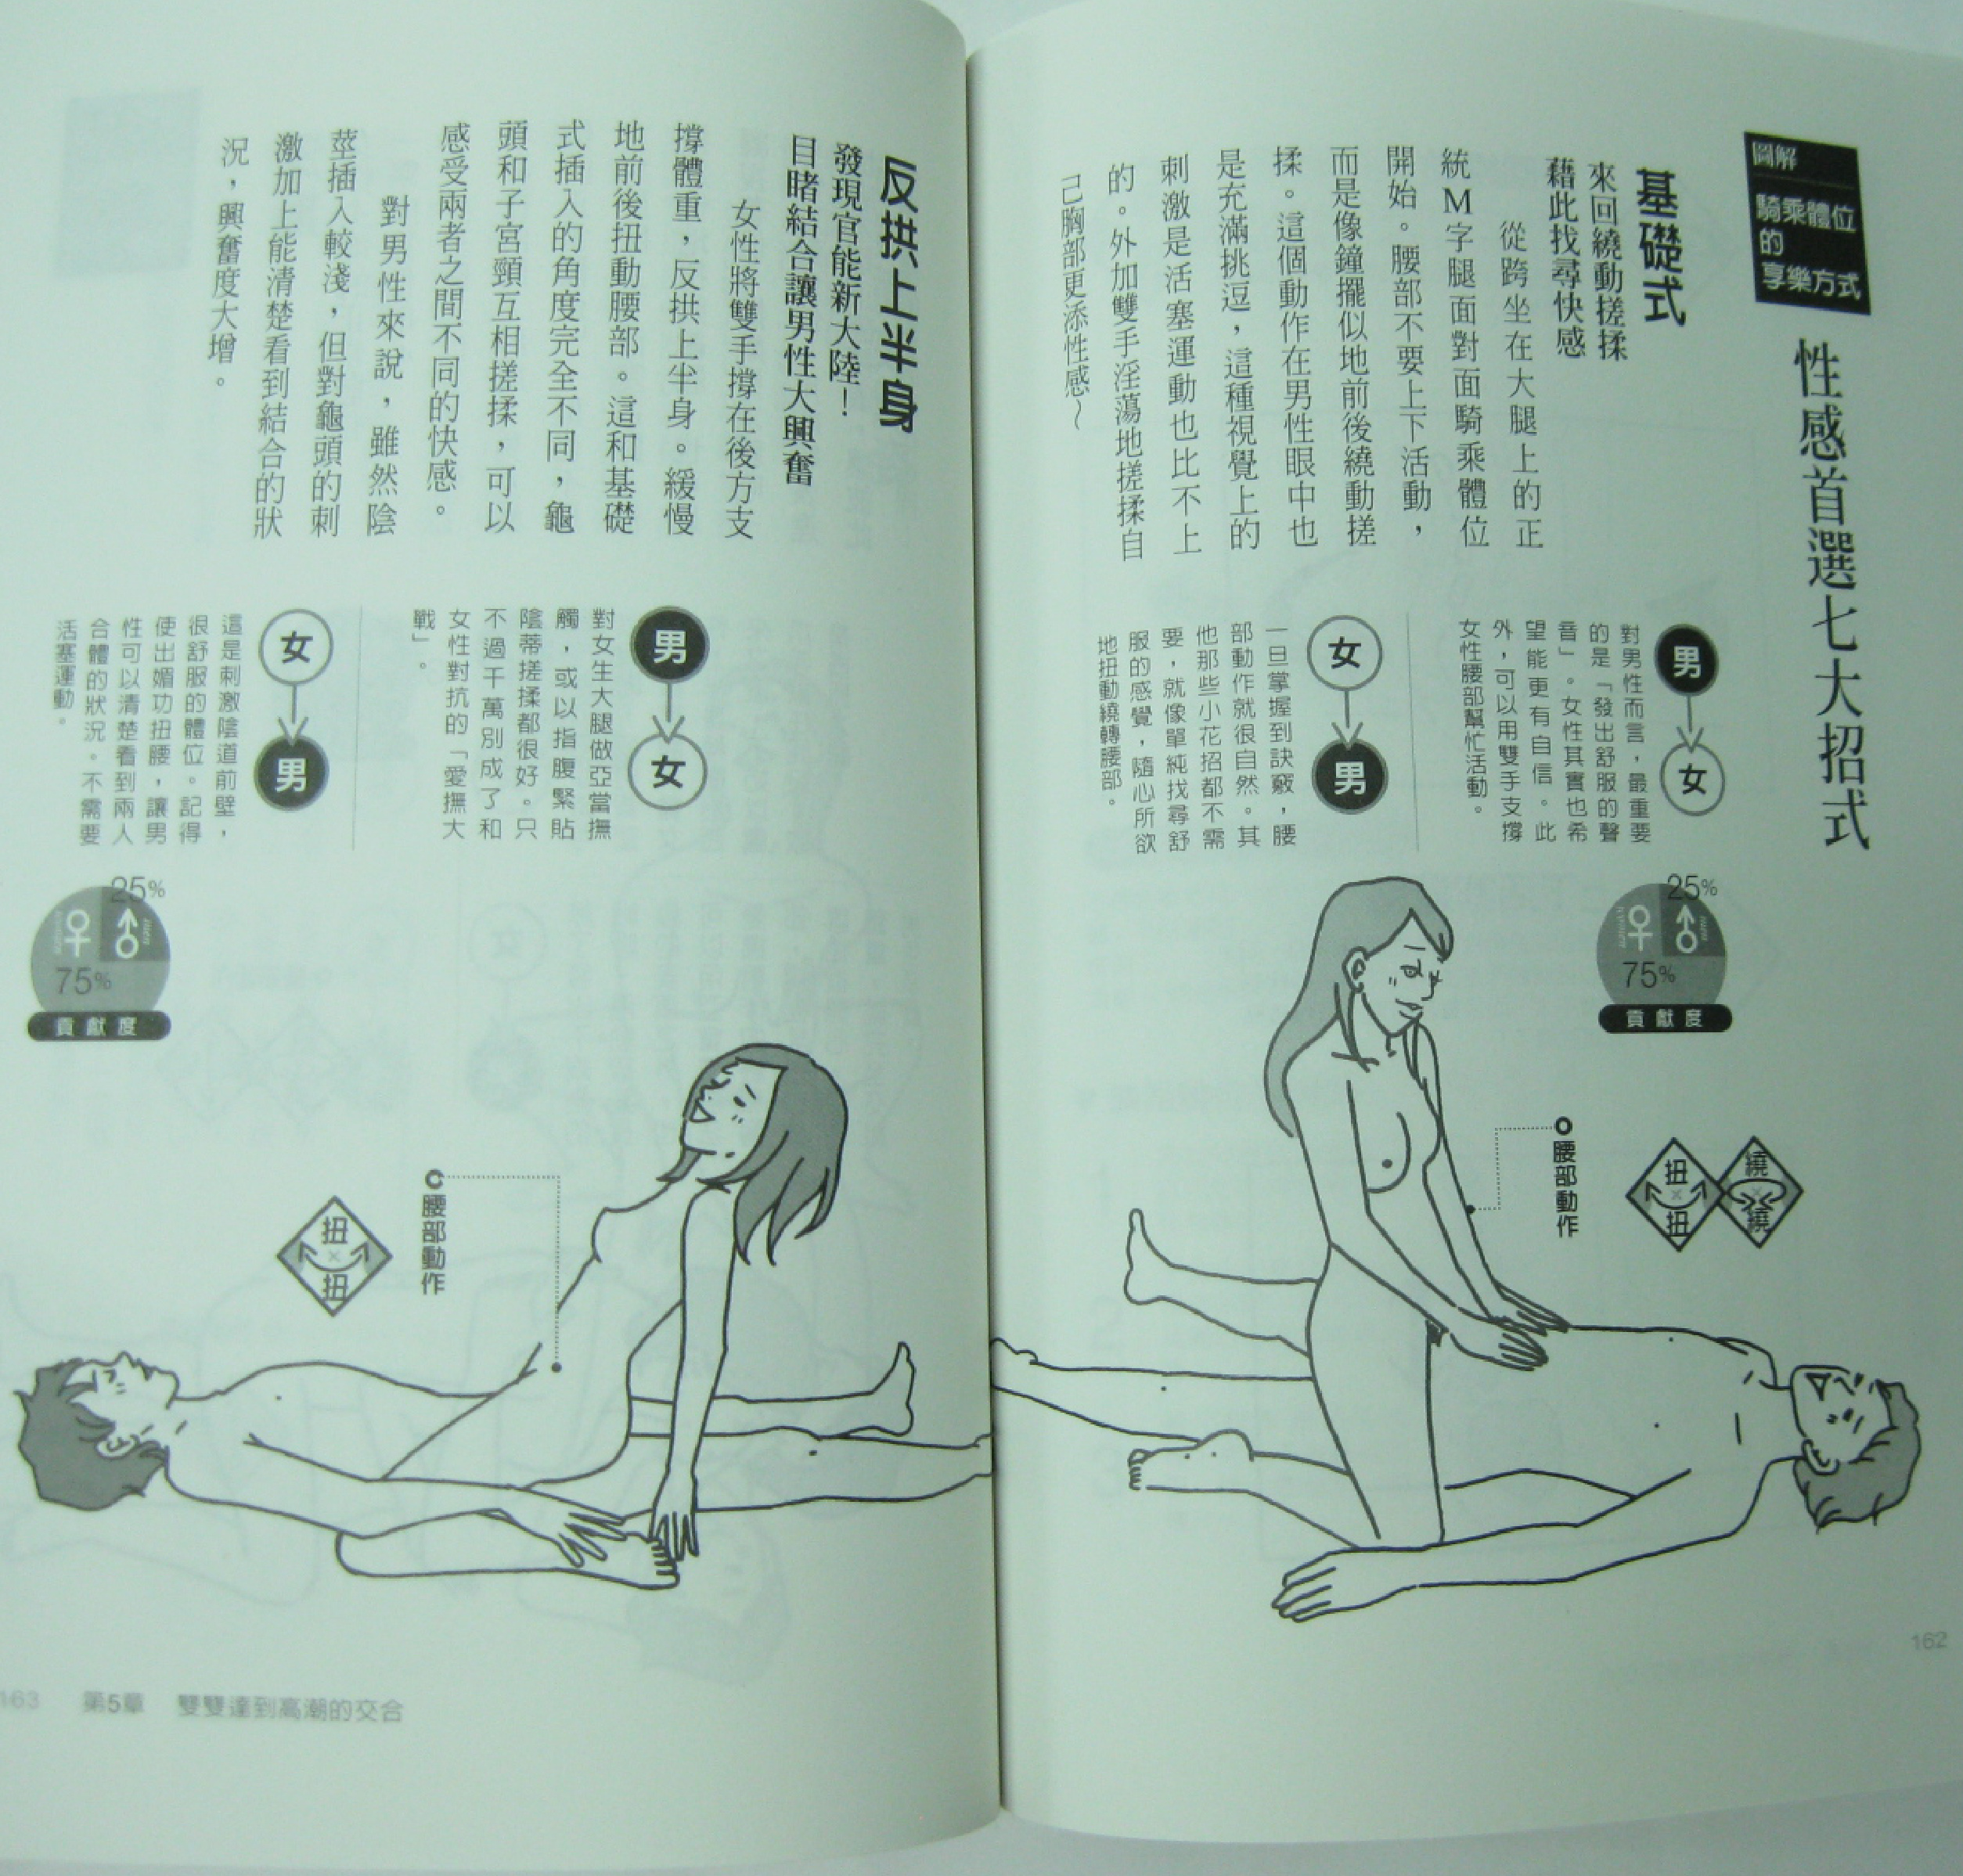 圖解
騎乘體位
的
享樂方式
性感首選七大招式
基礎式
來回繞動搓揉
藉此找尋快感
從跨坐在大腿上的正
統M字腿面對面騎乘體位
開始。腰部不要上下活動，
而是像鐘擺似地前後繞動搓
揉。這個動作在男性眼中也
是充滿挑逗，這種視覺上的
刺激是活塞運動也比不上
的。外加雙手淫蕩地搓揉自
己胸部更添性感～
男
女
對男性而言，最重要
的是「發出舒服的聲
音」。女性其實也希
望能更有自信。此
外，可以用雙手支撐
女性腰部幫忙活動。
女
男
一旦掌握到訣竅，腰
部動作就很自然。其
他那些小花招都不需
要，就像單純找尋舒
服的感覺，隨心所欲
地扭動繞轉腰部。
25%
men
women
75%
貢獻度
繞×繞
扭×扭
腰部動作
162
反拱上半身
發現官能新大陸！
目睹結合讓男性大興奮
女性將雙手撐在後方支
撐體重，反拱上半身。緩慢
地前後扭動腰部。這和基礎
式插入的角度完全不同，龜
頭和子宮頸互相搓揉，可以
感受兩者之間不同的快感。
對男性來說，雖然陰
莖插入較淺，但對龜頭的刺
激加上能清楚看到結合的狀
況，興奮度大增。
男
女
對女生大腿做亞當撫
觸，或以指腹緊貼
陰蒂搓揉都很好。只
不過千萬別成了和
女性對抗的「愛撫大
戰」。
女
男
這是刺激陰道前壁，
很舒服的體位。記得
使出媚功扭腰，讓男
性可以清楚看到兩人
合體的狀況。不需要
活塞運動。
25%
men
women
75%
貢獻度
腰部動作
扭×扭
163 第5章 雙雙達到高潮的交合